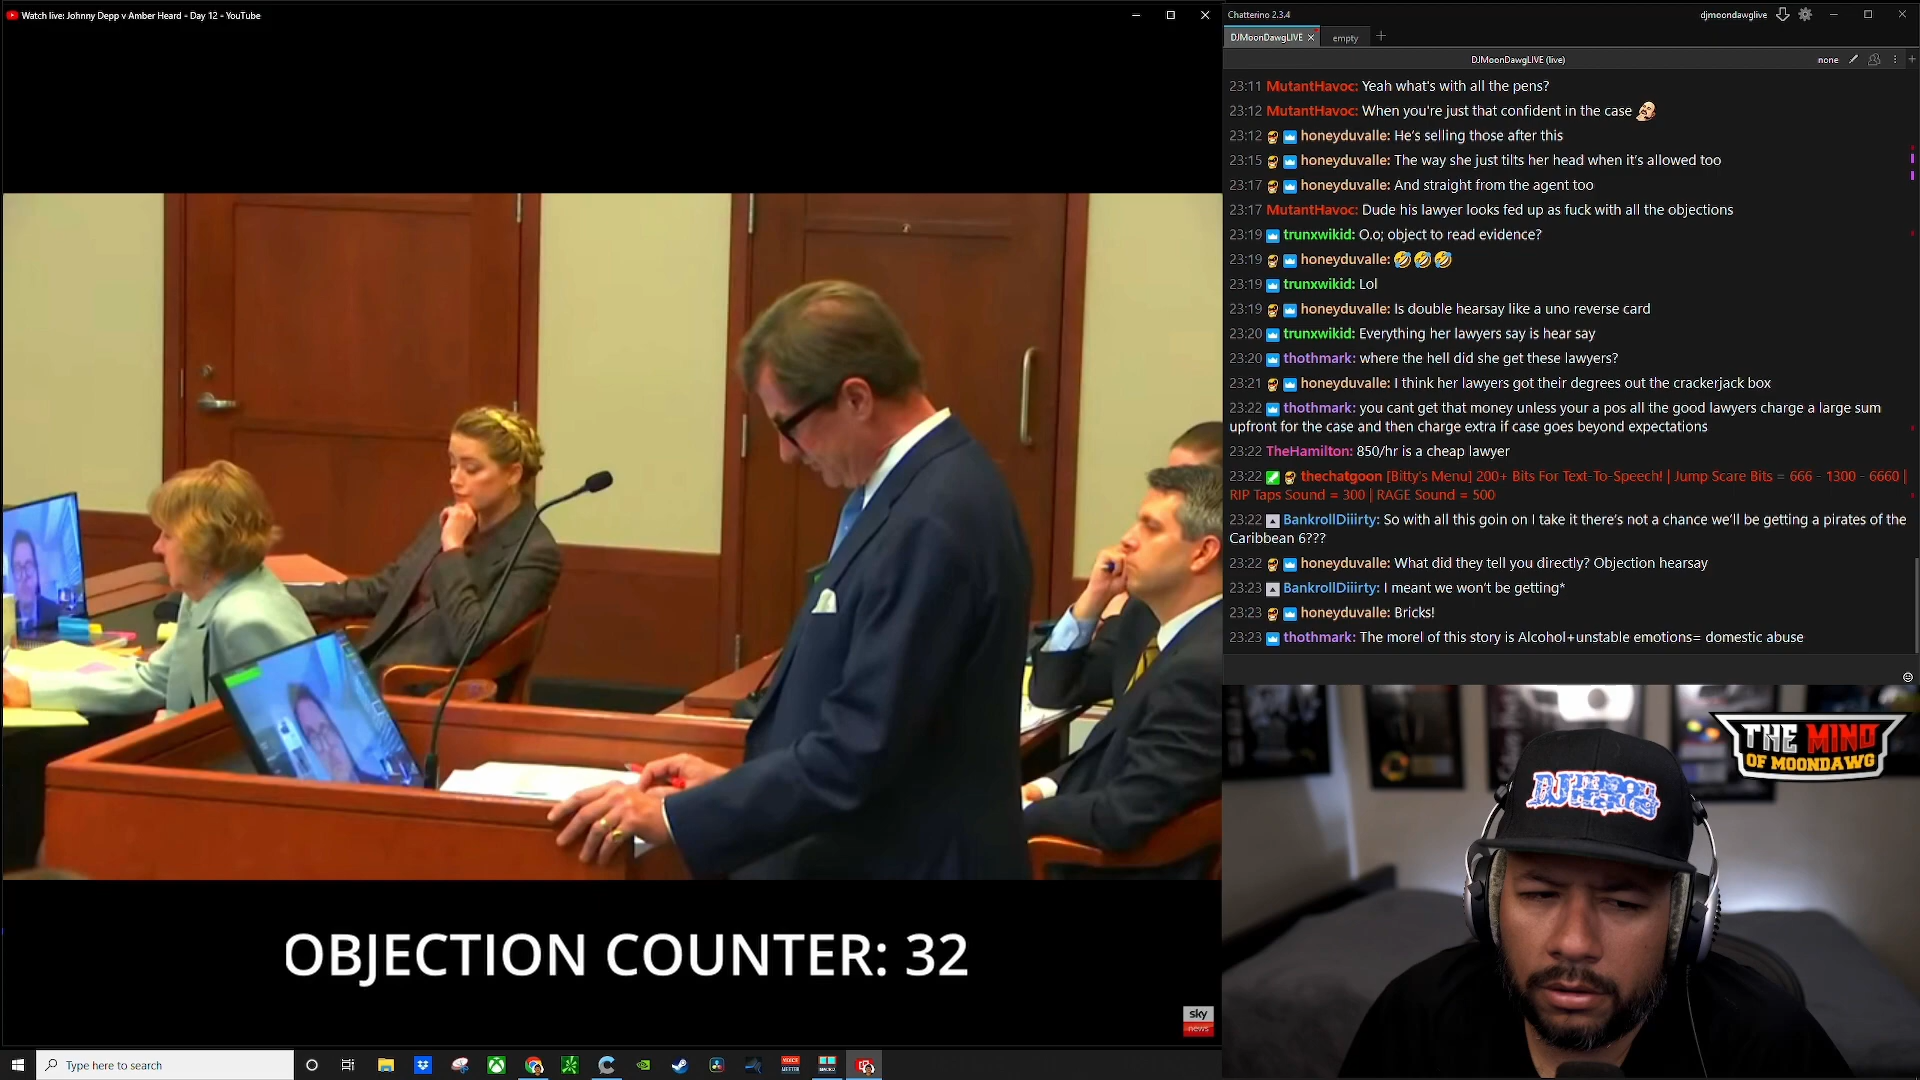 Watch live: Johnny Depp v Amber Heard - Day 12 - YouTube
Chatterino 2.3.4
djmoondawglive
DJMoonDawgLIVE
empty
DJMoonDawgLIVE (live)
none
23:11 MutantHavoc: Yeah what's with all the pens?
23:12 MutantHavoc: When you're just that confident in the case
23:12 honeyduvalle: He's selling those after this
23:15 honeyduvalle: The way she just tilts her head when it's allowed too
23:17 honeyduvalle: And straight from the agent too
23:17 MutantHavoc: Dude his lawyer looks fed up as fuck with all the objections
23:19 trunxwikid: O.o; object to read evidence?
23:19 honeyduvalle: 🤣🤣🤣
23:19 trunxwikid: Lol
23:19 honeyduvalle: Is double hearsay like a uno reverse card
23:20 trunxwikid: Everything her lawyers say is hear say
23:20 thothmark: where the hell did she get these lawyers?
23:21 honeyduvalle: I think her lawyers got their degrees out the crackerjack box
23:22 thothmark: you cant get that money unless your a pos all the good lawyers charge a large sum
upfront for the case and then charge extra if case goes beyond expectations
23:22 TheHamilton: 850/hr is a cheap lawyer
23:22 thechatgoon [Bitty's Menu] 200+ Bits For Text-To-Speech! | Jump Scare Bits = 666 - 1300 - 6660 |
RIP Taps Sound = 300 | RAGE Sound = 500
23:22 BankrollDiiirty: So with all this goin on I take it there's not a chance we'll be getting a pirates of the
Caribbean 6???
23:22 honeyduvalle: What did they tell you directly? Objection hearsay
23:23 BankrollDiiirty: I meant we won't be getting*
23:23 honeyduvalle: Bricks!
23:23 thothmark: The morel of this story is Alcohol+unstable emotions= domestic abuse
THE MIND
OF MOONDAWG
OBJECTION COUNTER: 32
sky
news
Type here to search